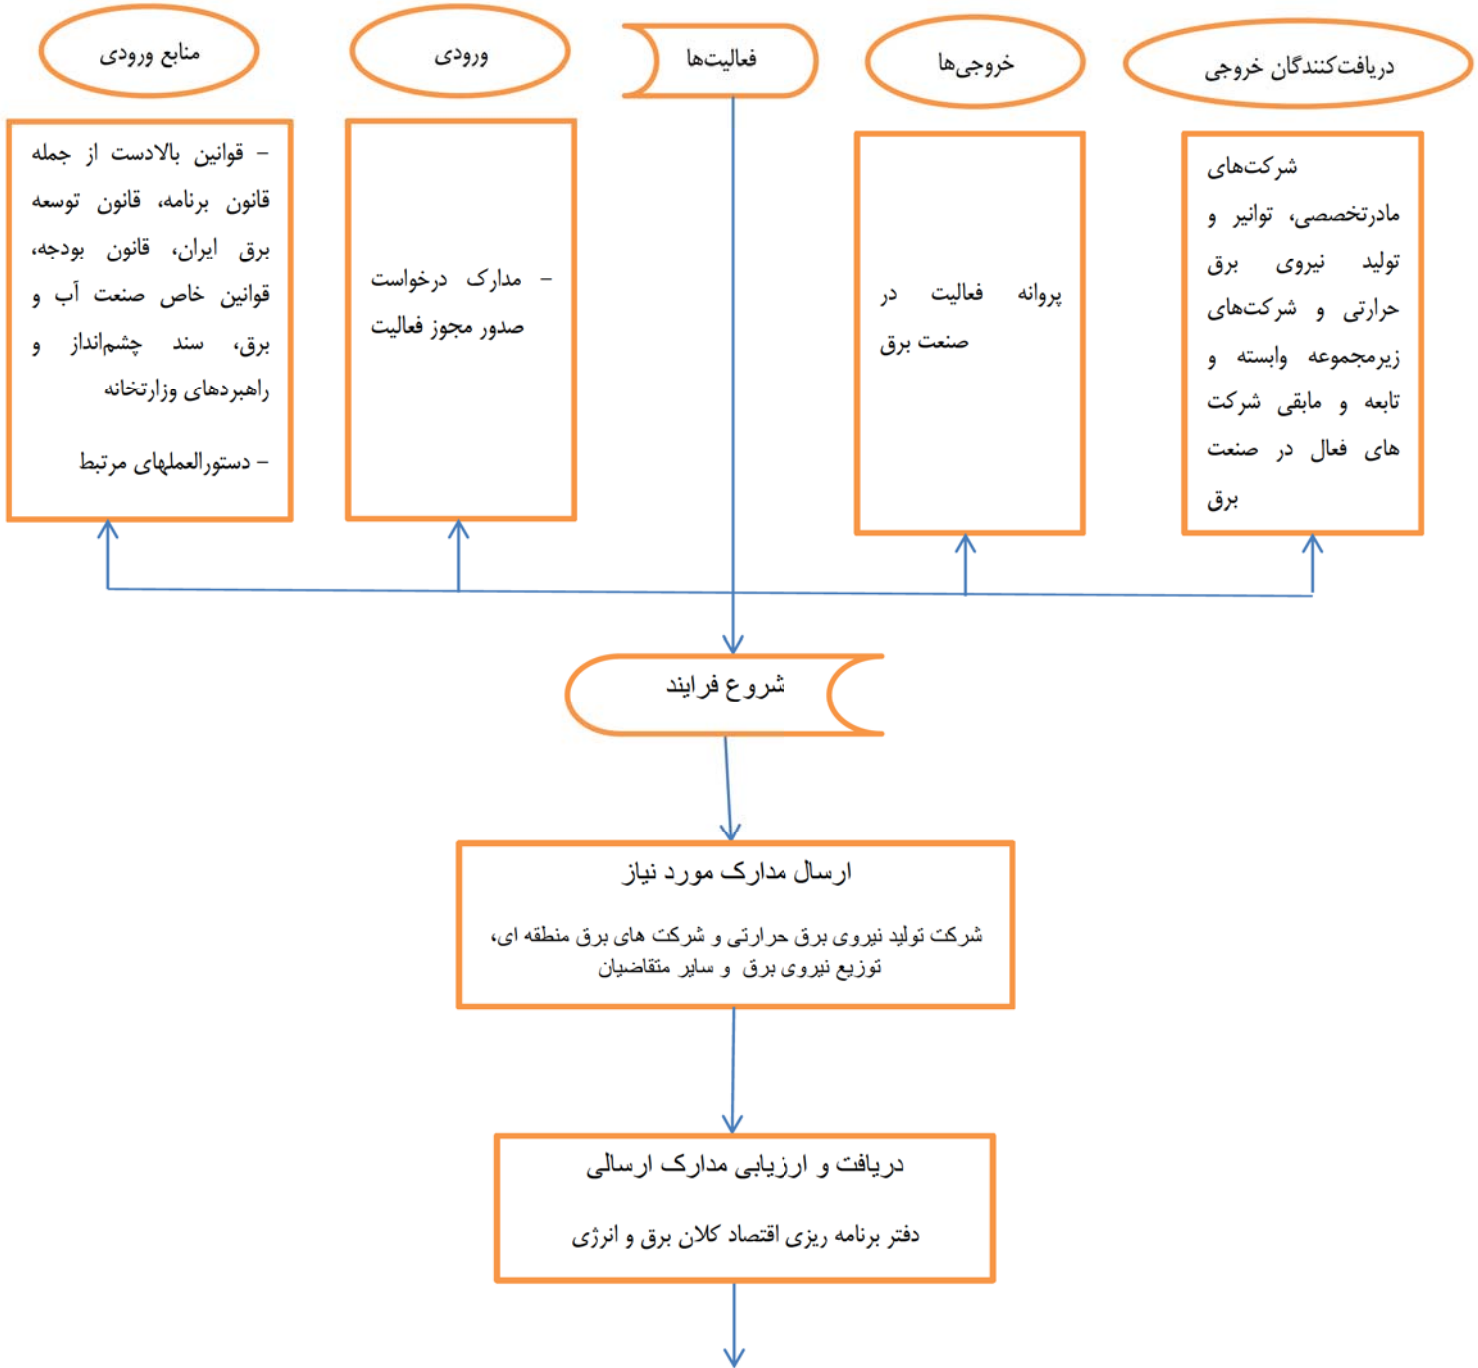 دریافت‌کنندگان خروجی
خروجی‌ها
فعالیت‌ها
ورودی
منابع ورودی
شرکت‌های
مادرتخصصی، توانیر و
تولید نیروی برق
حرارتی و شرکت‌های
زیرمجموعه وابسته و
تابعه و مابقی شرکت
های فعال در صنعت
برق
پروانه فعالیت در
صنعت برق
- مدارک درخواست
صدور مجوز فعالیت
- قوانین بالادست از جمله
قانون برنامه، قانون توسعه
برق ایران، قانون بودجه،
قوانین خاص صنعت آب و
برق، سند چشم‌انداز و
راهبردهای وزارتخانه
- دستورالعملهای مرتبط
شروع فرایند
ارسال مدارک مورد نیاز
شرکت تولید نیروی برق حرارتی و شرکت های برق منطقه ای،
توزیع نیروی برق و سایر متقاضیان
دریافت و ارزیابی مدارک ارسالی
دفتر برنامه ریزی اقتصاد کلان برق و انرژی